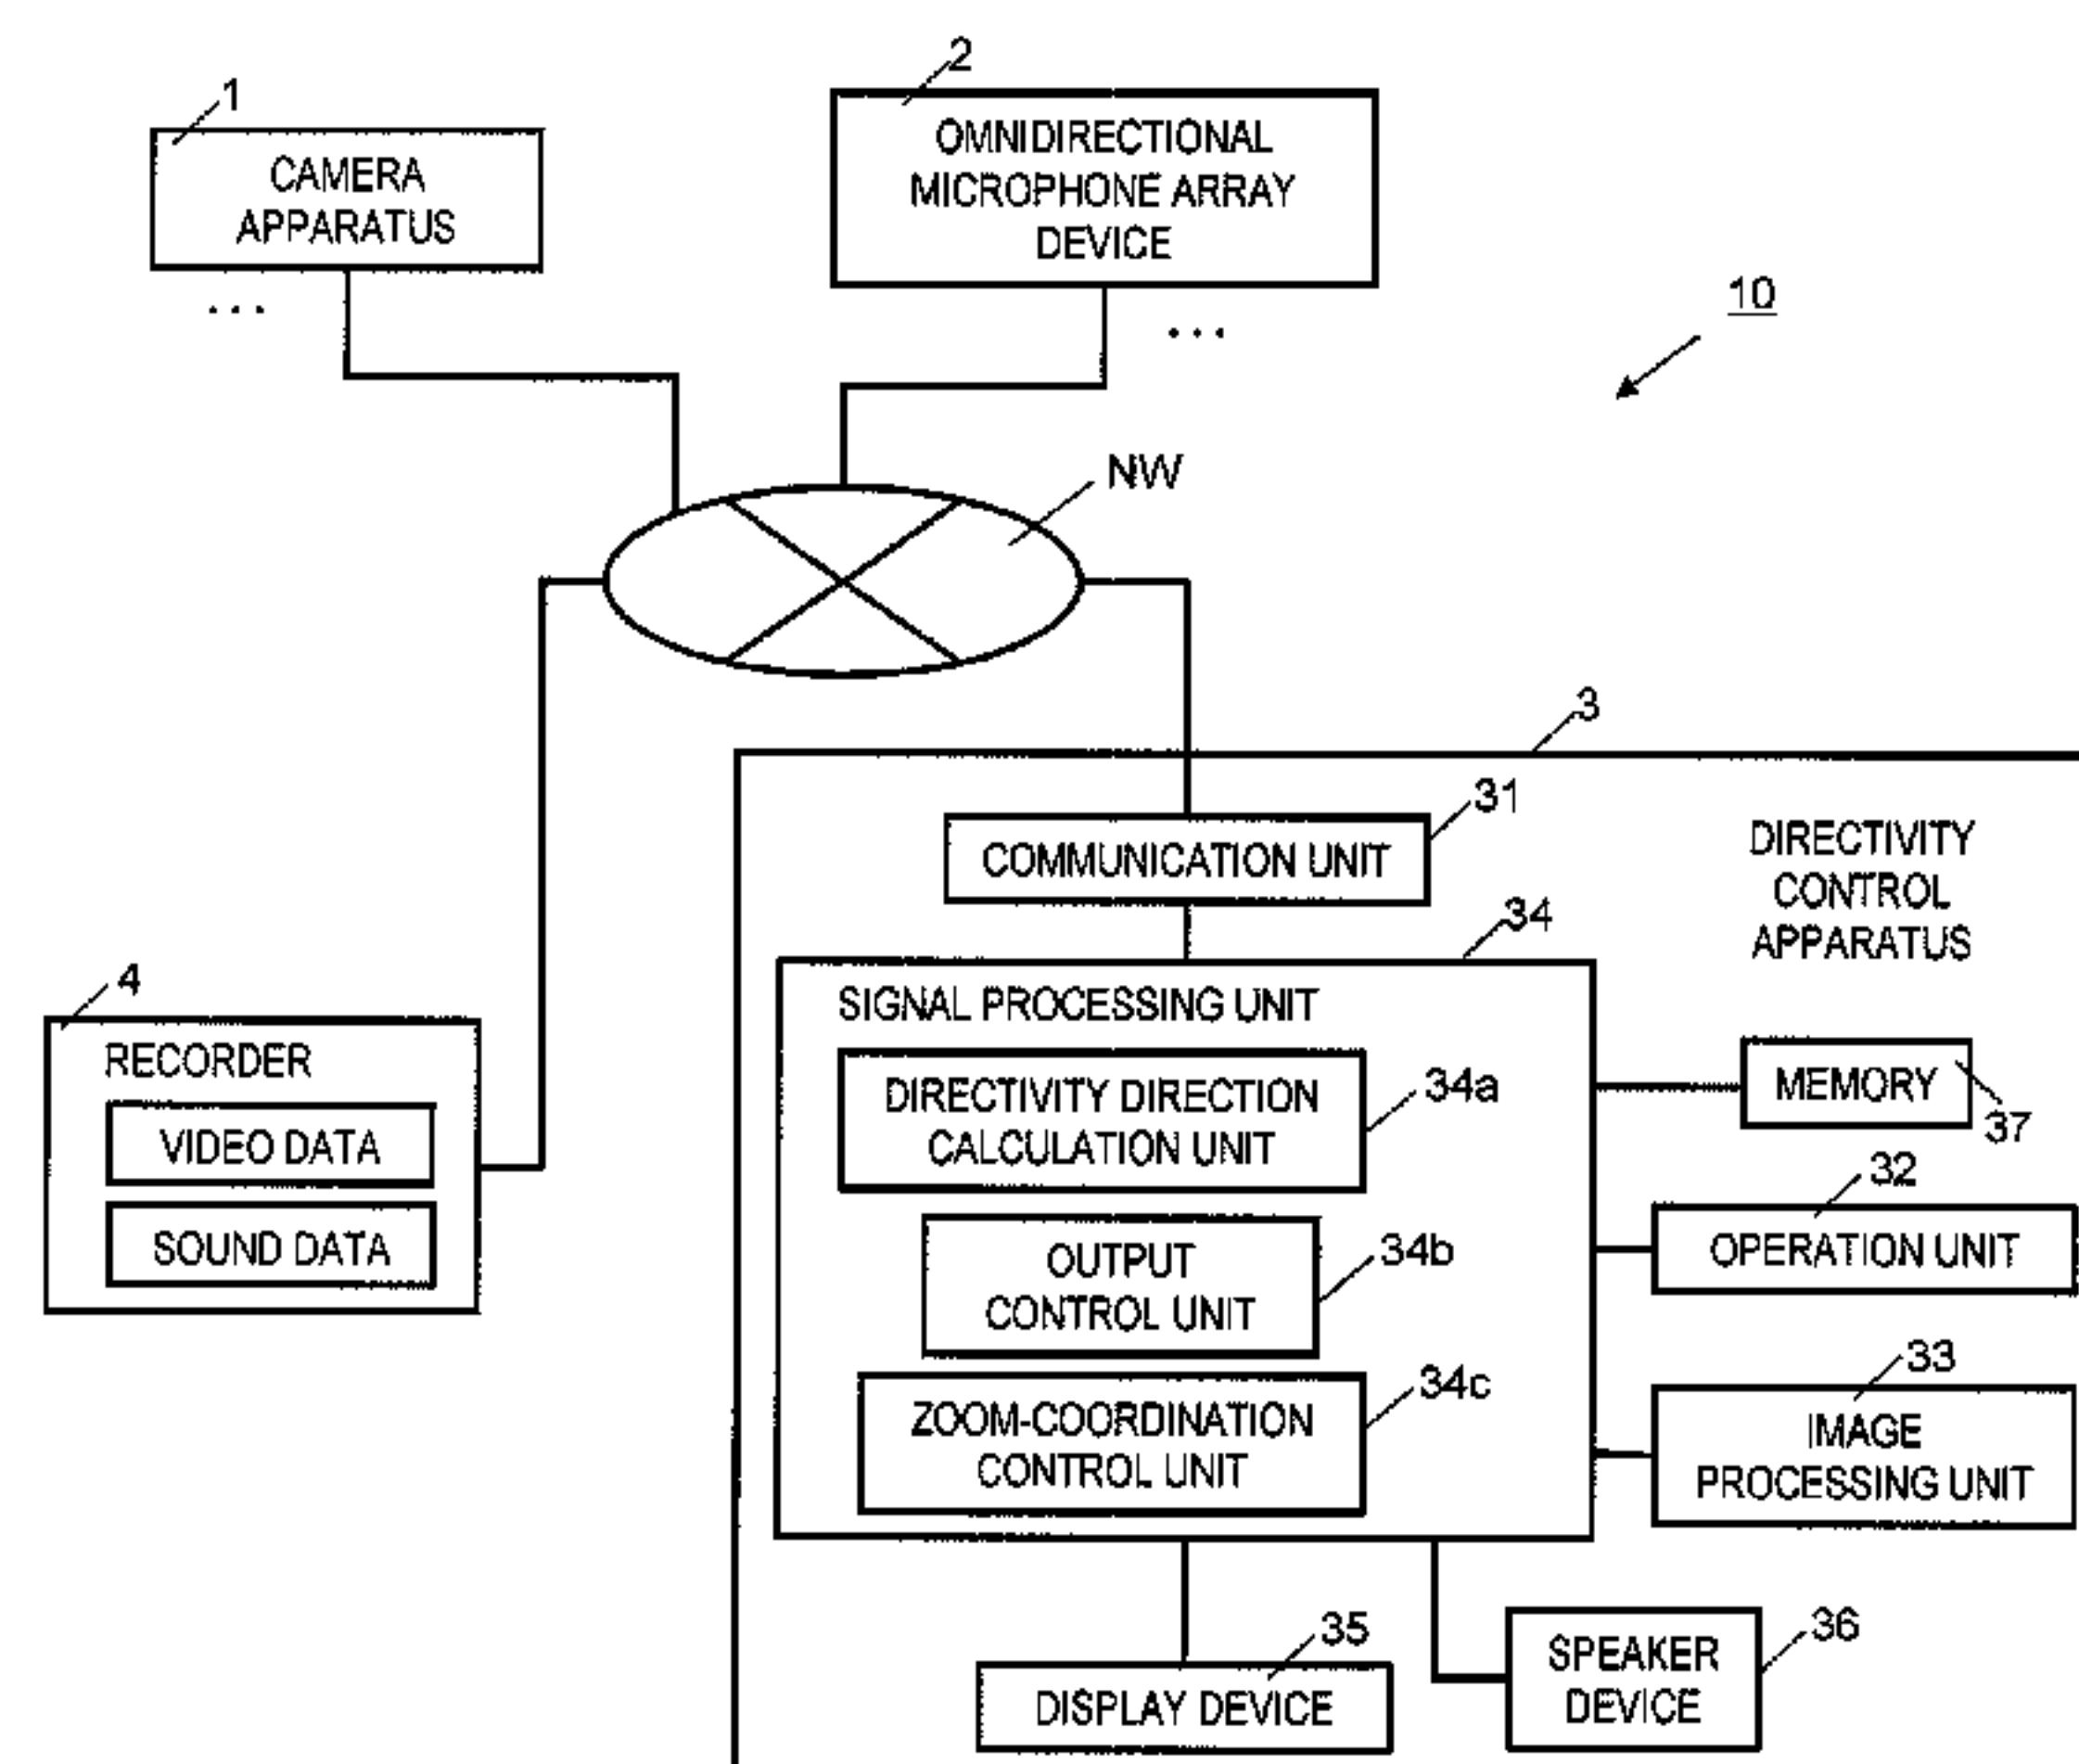 1
CAMERA
APPARATUS
...
2
OMNIDIRECTIONAL
MICROPHONE ARRAY
DEVICE
...
10
NW
3
DIRECTIVITY
CONTROL
APPARATUS
31
COMMUNICATION UNIT
34
SIGNAL PROCESSING UNIT
34a
DIRECTIVITY DIRECTION
CALCULATION UNIT
34b
OUTPUT
CONTROL UNIT
34c
ZOOM-COORDINATION
CONTROL UNIT
4
RECORDER
VIDEO DATA
SOUND DATA
MEMORY
37
32
OPERATION UNIT
33
IMAGE
PROCESSING UNIT
35
DISPLAY DEVICE
36
SPEAKER
DEVICE